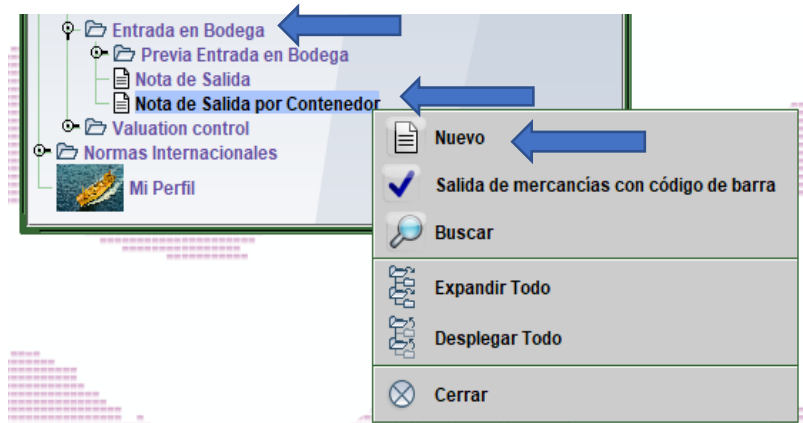 Entrada en Bodega
Previa Entrada en Bodega
Nota de Salida
Nota de Salida por Contenedor
Valuation control
Normas Internacionales
Mi Perfil
Nuevo
Salida de mercancías con código de barra
Buscar
Expandir Todo
Desplegar Todo
Cerrar